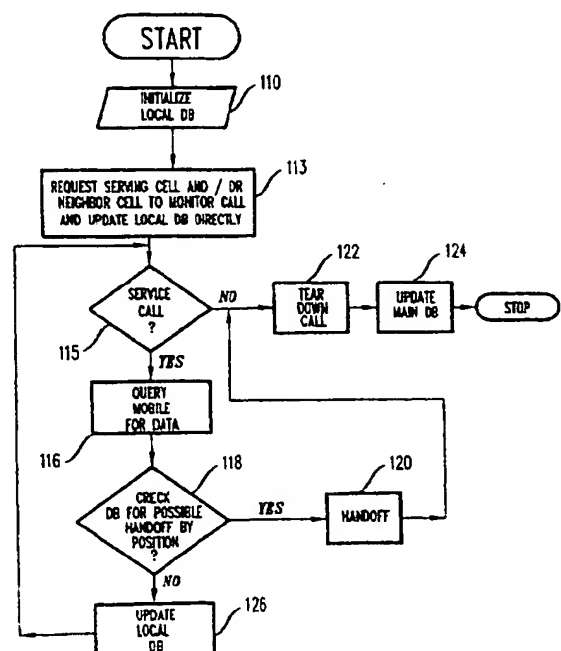 START
INITIALIZE
LOCAL DB
110
REQUEST SERVING CELL AND / OR
NEIGHBOR CELL TO MONITOR CALL
AND UPDATE LOCAL DB DIRECTLY
113
SERVICE
CALL
?
115
NO
122
TEAR
DOWN
CALL
124
UPDATE
MAIN DB
STOP
YES
QUERY
MOBILE
FOR DATA
116
118
CHECK
DB FOR POSSIBLE
HANDOFF BY
POSITION
?
YES
120
HANDOFF
NO
UPDATE
LOCAL
DB
126